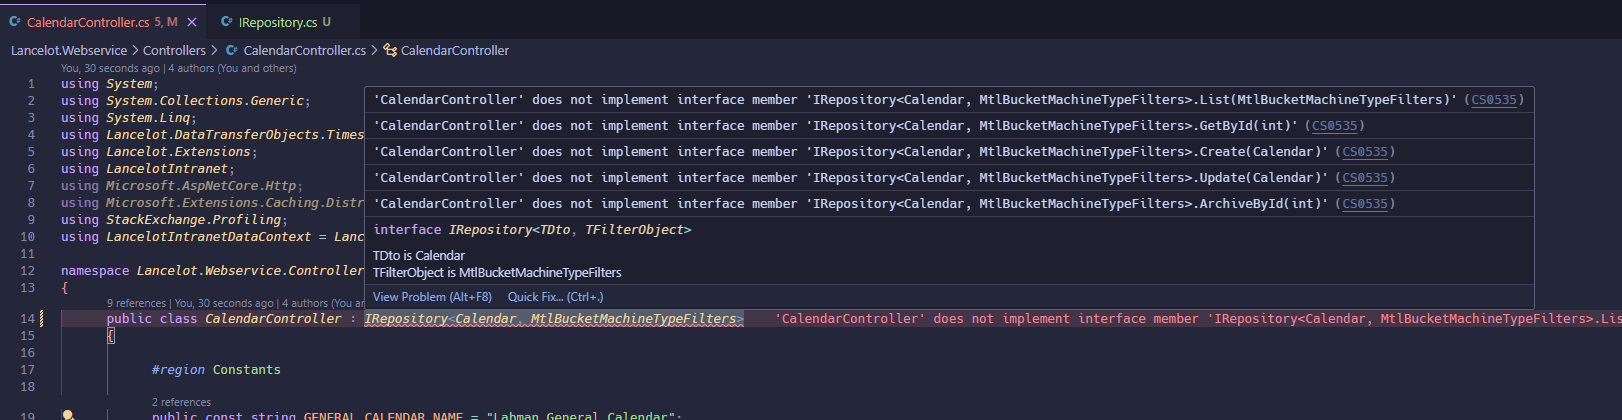 CalendarController.cs 5, M
IRepository.cs U
Lancelot.Webservice > Controllers > CalendarController.cs > CalendarController
You, 30 seconds ago | 4 authors (You and others)
1 using System;
2 using System.Collections.Generic;
3 using System.Linq;
4 using Lancelot.DataTransferObjects.Times
5 using Lancelot.Extensions;
6 using LancelotIntranet;
7 using Microsoft.AspNetCore.Http;
8 using Microsoft.Extensions.Caching.Distr
9 using StackExchange.Profiling;
10 using LancelotIntranetDataContext = Lanc
11
12 namespace Lancelot.Webservice.Controller
13 {
'CalendarController' does not implement interface member 'IRepository<Calendar, MtlBucketMachineTypeFilters>.List(MtlBucketMachineTypeFilters)' (CS0535)
'CalendarController' does not implement interface member 'IRepository<Calendar, MtlBucketMachineTypeFilters>.GetById(int)' (CS0535)
'CalendarController' does not implement interface member 'IRepository<Calendar, MtlBucketMachineTypeFilters>.Create(Calendar)' (CS0535)
'CalendarController' does not implement interface member 'IRepository<Calendar, MtlBucketMachineTypeFilters>.Update(Calendar)' (CS0535)
'CalendarController' does not implement interface member 'IRepository<Calendar, MtlBucketMachineTypeFilters>.ArchiveById(int)' (CS0535)
interface IRepository<TDto, TFilterObject>
TDto is Calendar
TFilterObject is MtlBucketMachineTypeFilters
View Problem (Alt+F8) Quick Fix... (Ctrl+.)
9 references | You, 30 seconds ago | 4 authors (You an
14 public class CalendarController : IRepository<Calendar, MtlBucketMachineTypeFilters> 'CalendarController' does not implement interface member 'IRepository<Calendar, MtlBucketMachineTypeFilters>.Lis
15 {
16
17 #region Constants
18
2 references
19 public const string GENERAL_CALENDAR_NAME = "Labman General Calendar";